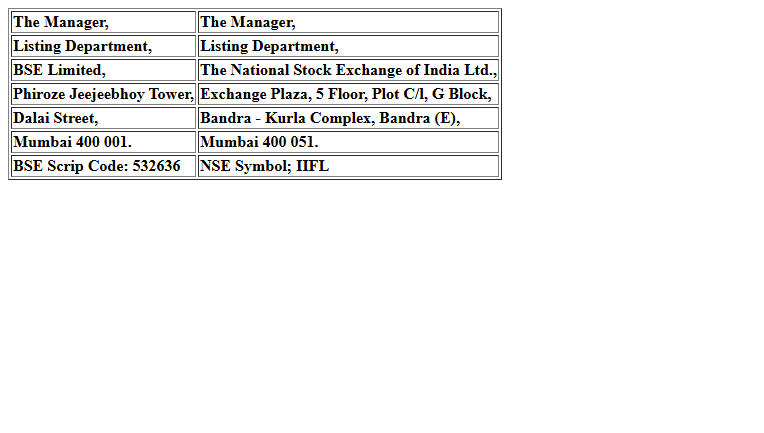 The Manager, The Manager,
Listing Department, Listing Department,
BSE Limited, The National Stock Exchange of India Ltd.,
Phiroze Jeejeebhoy Tower, Exchange Plaza, 5 Floor, Plot C/l, G Block,
Dalai Street, Bandra - Kurla Complex, Bandra (E),
Mumbai 400 001. Mumbai 400 051.
BSE Scrip Code: 532636 NSE Symbol; IIFL